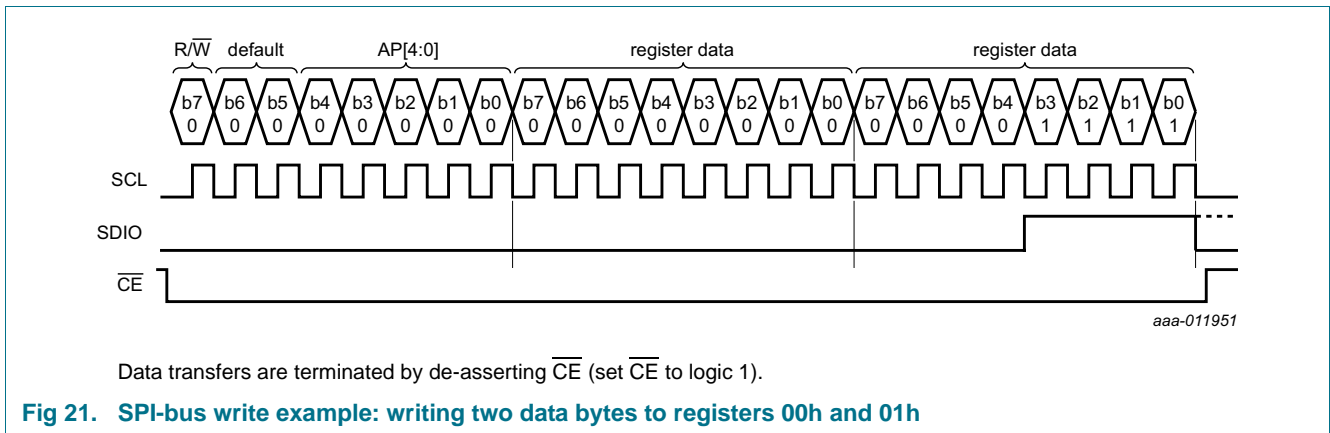 R/W̅ default AP[4:0] register data register data
b7 b6 b5 b4 b3 b2 b1 b0 b7 b6 b5 b4 b3 b2 b1 b0 b7 b6 b5 b4 b3 b2 b1 b0
0 0 0 0 0 0 0 0 0 0 0 0 0 0 0 0 0 0 0 0 1 1 1 1
SCL
SDIO
C̅E̅
aaa-011951
Data transfers are terminated by de-asserting C̅E̅ (set C̅E̅ to logic 1).
Fig 21. SPI-bus write example: writing two data bytes to registers 00h and 01h